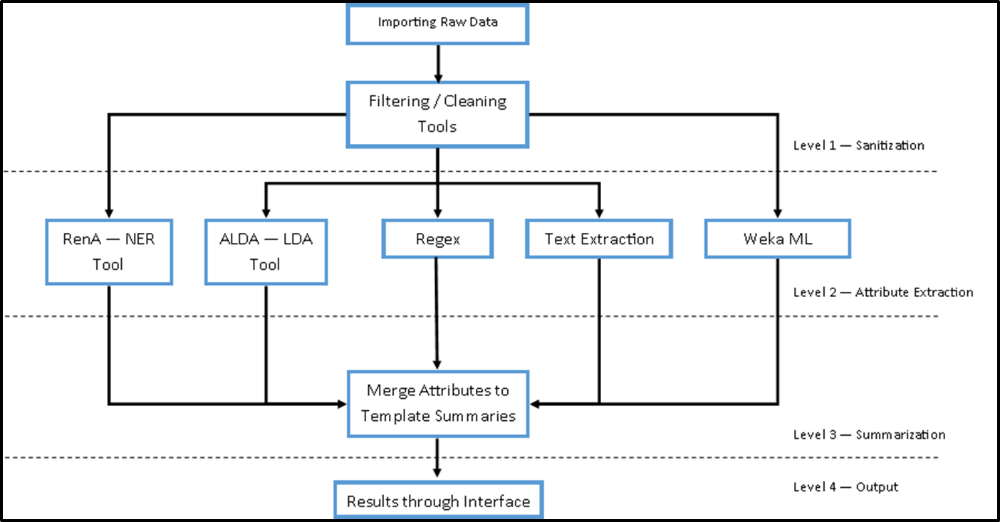 Importing Raw Data
Filtering / Cleaning
Tools
Level 1 — Sanitization
RenA — NER
Tool
ALDA — LDA
Tool
Regex
Text Extraction
Weka ML
Level 2 — Attribute Extraction
Merge Attributes to
Template Summaries
Level 3 — Summarization
Level 4 — Output
Results through Interface